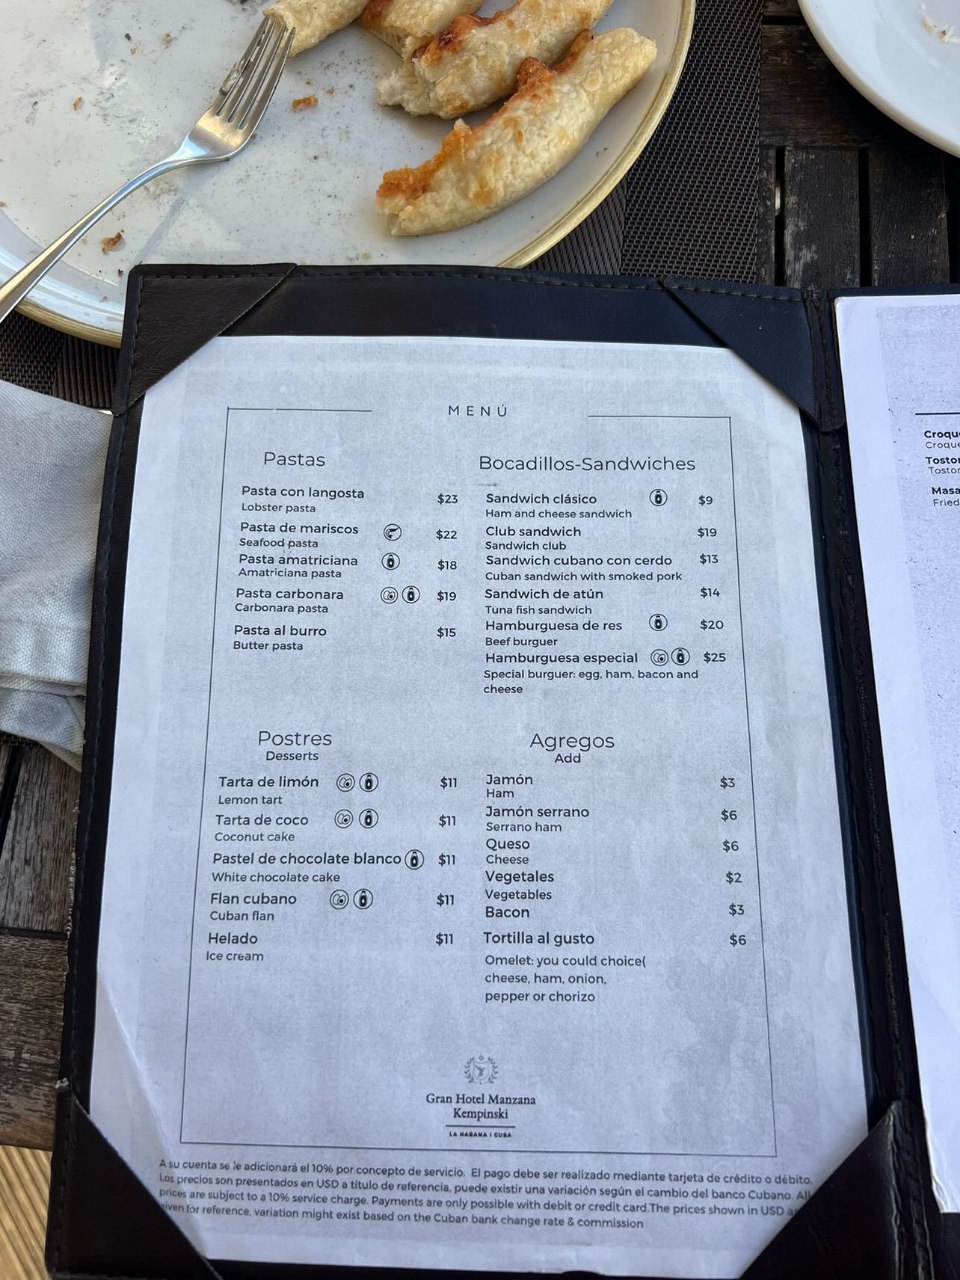 MENÚ
Pastas
Pasta con langosta $23
Lobster pasta
Pasta de mariscos $22
Seafood pasta
Pasta amatriciana $18
Amatriciana pasta
Pasta carbonara $19
Carbonara pasta
Pasta al burro $15
Butter pasta
Bocadillos-Sandwiches
Sandwich clásico $9
Ham and cheese sandwich
Club sandwich $19
Sandwich club
Sandwich cubano con cerdo $13
Cuban sandwich with smoked pork
Sandwich de atún $14
Tuna fish sandwich
Hamburguesa de res $20
Beef burguer
Hamburguesa especial $25
Special burguer: egg, ham, bacon and
cheese
Postres
Desserts
Tarta de limón $11
Lemon tart
Tarta de coco $11
Coconut cake
Pastel de chocolate blanco $11
White chocolate cake
Flan cubano $11
Cuban flan
Helado $11
Ice cream
Agregos
Add
Jamón $3
Ham
Jamón serrano $6
Serrano ham
Queso $6
Cheese
Vegetales $2
Vegetables
Bacon $3
Tortilla al gusto $6
Omelet: you could choice(
cheese, ham, onion,
pepper or chorizo
Gran Hotel Manzana
Kempinski
LA HABANA | CUBA
A su cuenta se le adicionará el 10% por concepto de servicio. El pago debe ser realizado mediante tarjeta de crédito o débito.
Los precios son presentados en USD a título de referencia, puede existir una variación según el cambio del banco Cubano. All
prices are subject to a 10% service charge. Payments are only possible with debit or credit card.The prices shown in USD
for reference, variation might exist based on the Cuban bank change rate & commission
Croqu
Croque
Tosto
Tosto
Masa
Fried